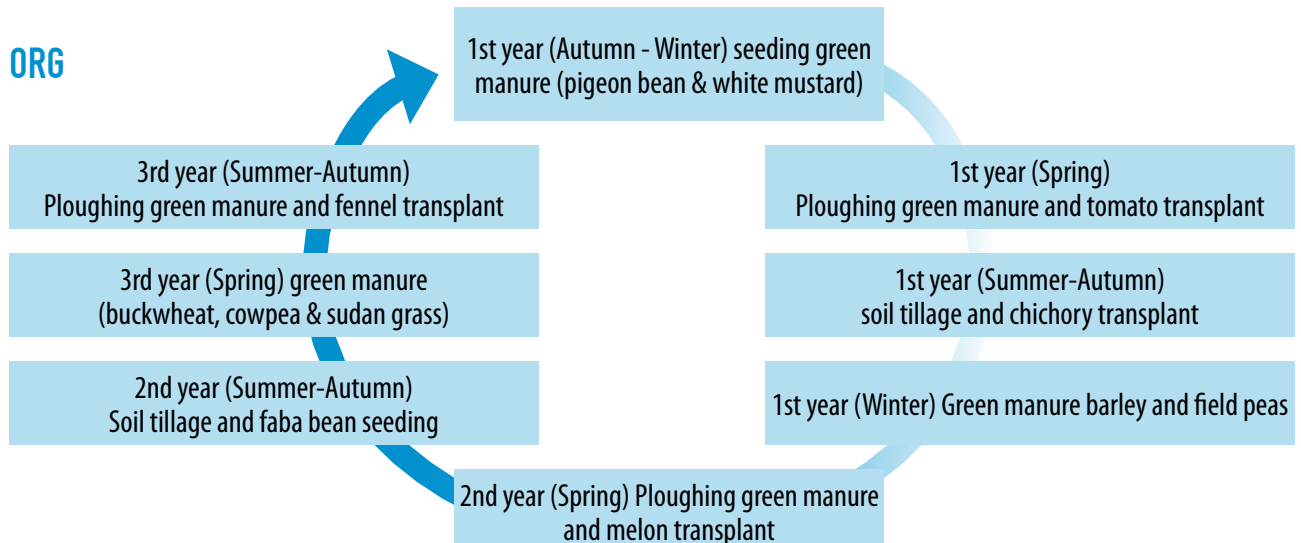 ORG
1st year (Autumn - Winter) seeding green
manure (pigeon bean & white mustard)
1st year (Spring)
Ploughing green manure and tomato transplant
1st year (Summer-Autumn)
soil tillage and chichory transplant
1st year (Winter) Green manure barley and field peas
2nd year (Spring) Ploughing green manure
and melon transplant
2nd year (Summer-Autumn)
Soil tillage and faba bean seeding
3rd year (Spring) green manure
(buckwheat, cowpea & sudan grass)
3rd year (Summer-Autumn)
Ploughing green manure and fennel transplant